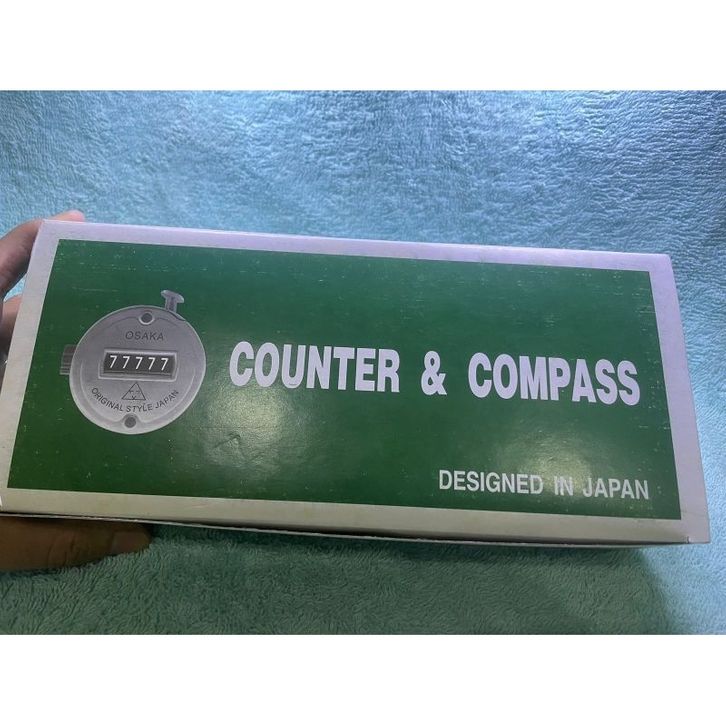 OSAKA
77777
ORIGINAL STYLE JAPAN
COUNTER & COMPASS
DESIGNED IN JAPAN